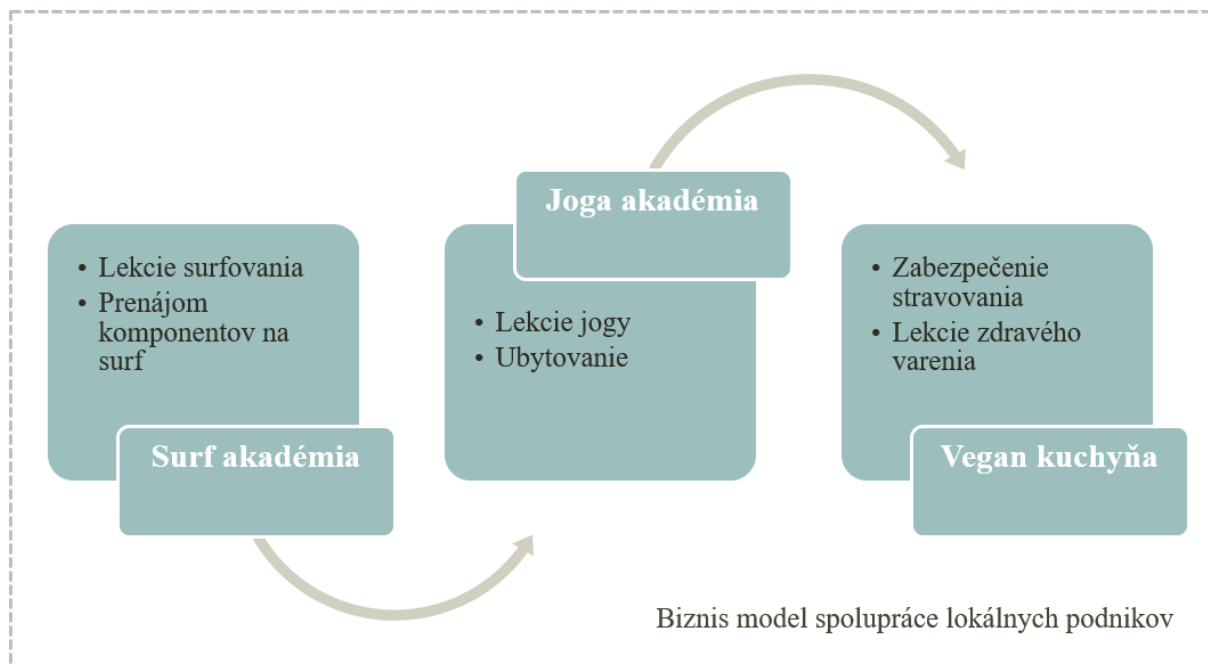 • Lekcie surfovania
• Prenájom
komponentov na
surf
Surf akadémia
Joga akadémia
• Lekcie jogy
• Ubytovanie
• Zabezpečenie
stravovania
• Lekcie zdravého
varenia
Vegan kuchyňa
Biznis model spolupráce lokálnych podnikov